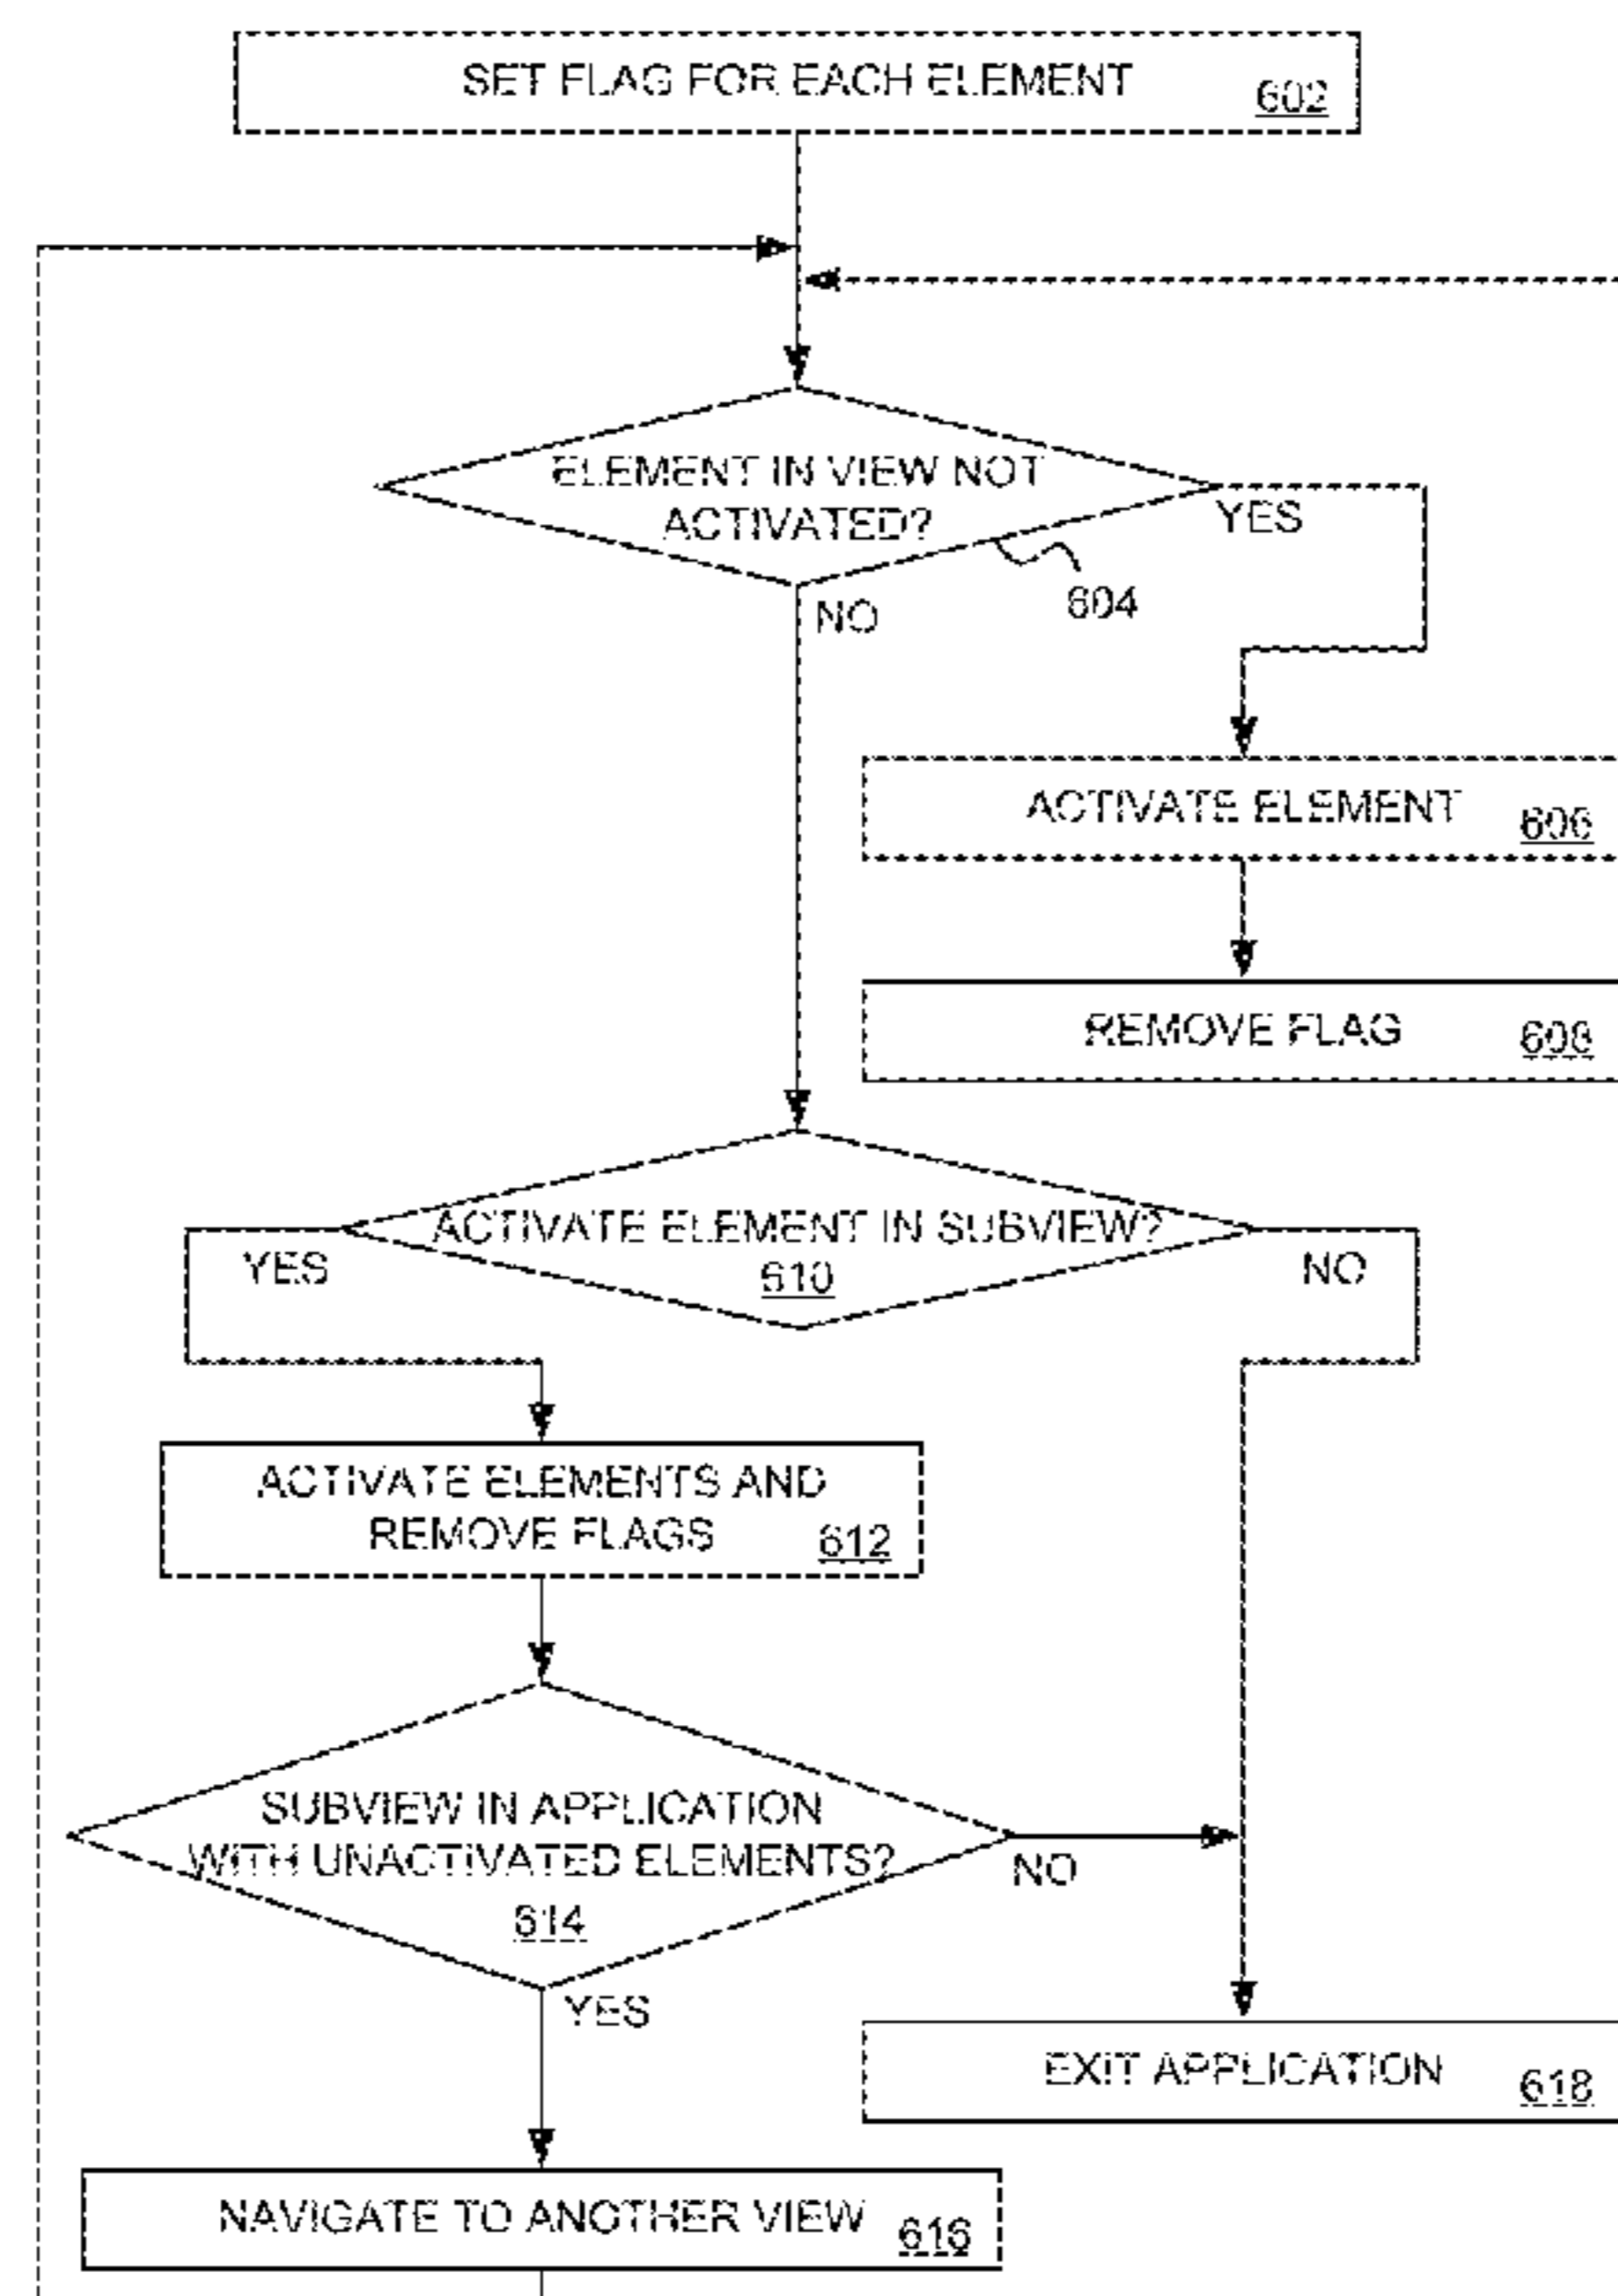 SET FLAG FOR EACH ELEMENT 602
ELEMENT IN VIEW NOT
ACTIVATED?
YES
604
NO
ACTIVATE ELEMENT 606
REMOVE FLAG 608
ACTIVATE ELEMENT IN SUBVIEW?
610
YES
NO
ACTIVATE ELEMENTS AND
REMOVE FLAGS 612
SUBVIEW IN APPLICATION
WITH UNACTIVATED ELEMENTS?
614
NO
YES
EXIT APPLICATION 618
NAVIGATE TO ANOTHER VIEW 616